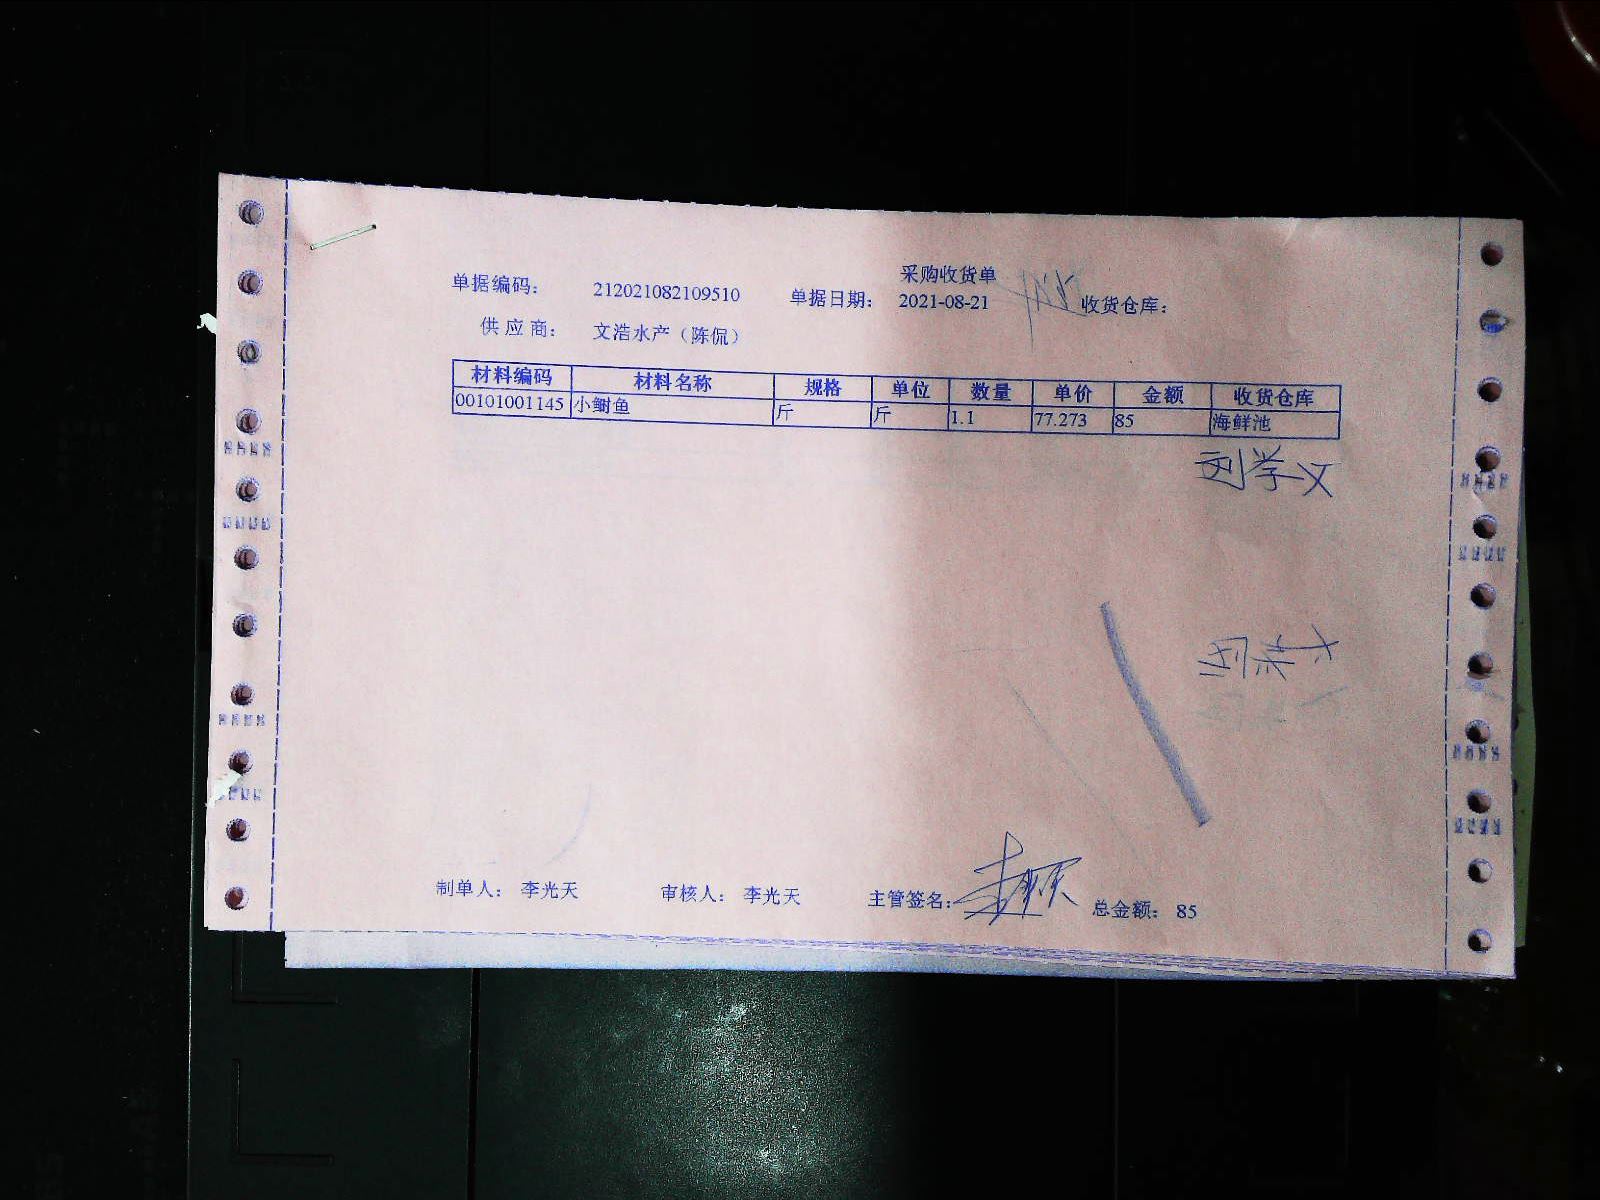 采购收货单
单据编码： 212021082109510 单据日期： 2021-08-21 收货仓库：
供应商： 文浩水产（陈侃）
材料编码 材料名称 规格 单位 数量 单价 金额 收货仓库
00101001145 小鲥鱼 斤 斤 1.1 77.273 85 海鲜池
刘学义
制单人： 李光天 审核人： 李光天 主管签名： 总金额： 85